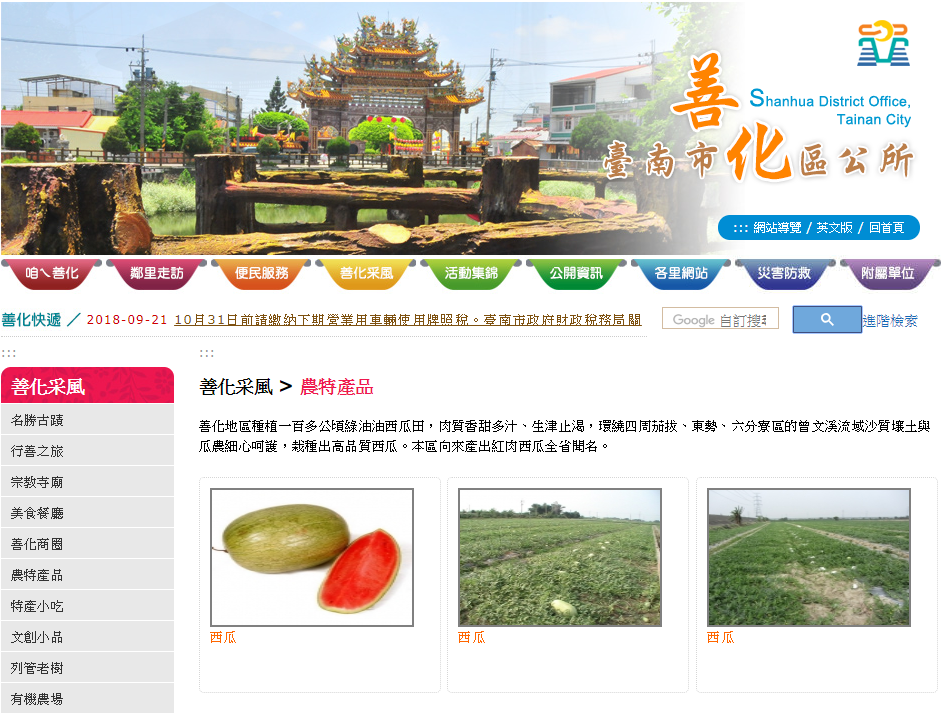 善化
臺南市 區公所
Shanhua District Office,
Tainan City
::: 網站導覽 / 英文版 / 回首頁
咱ㄟ善化 鄰里走訪 便民服務 善化采風 活動集錦 公開資訊 各里網站 災害防救 附屬單位
善化快遞 ／ 2018-09-21 10月31日前請繳納下期營業用車輛使用牌照稅。臺南市政府財政稅務局關
Google 自訂搜尋 進階檢索
::: :::
善化采風
名勝古蹟
行善之旅
宗教寺廟
美食餐廳
善化商圈
農特產品
特產小吃
文創小品
列管老樹
有機農場
善化采風 > 農特產品
善化地區種植一百多公頃綠油油西瓜田，肉質香甜多汁、生津止渴，環繞四周茄拔、東勢、六分寮區的曾文溪流域沙質壤土與
瓜農細心呵護，栽種出高品質西瓜。本區向來產出紅肉西瓜全省聞名。
西瓜 西瓜 西瓜